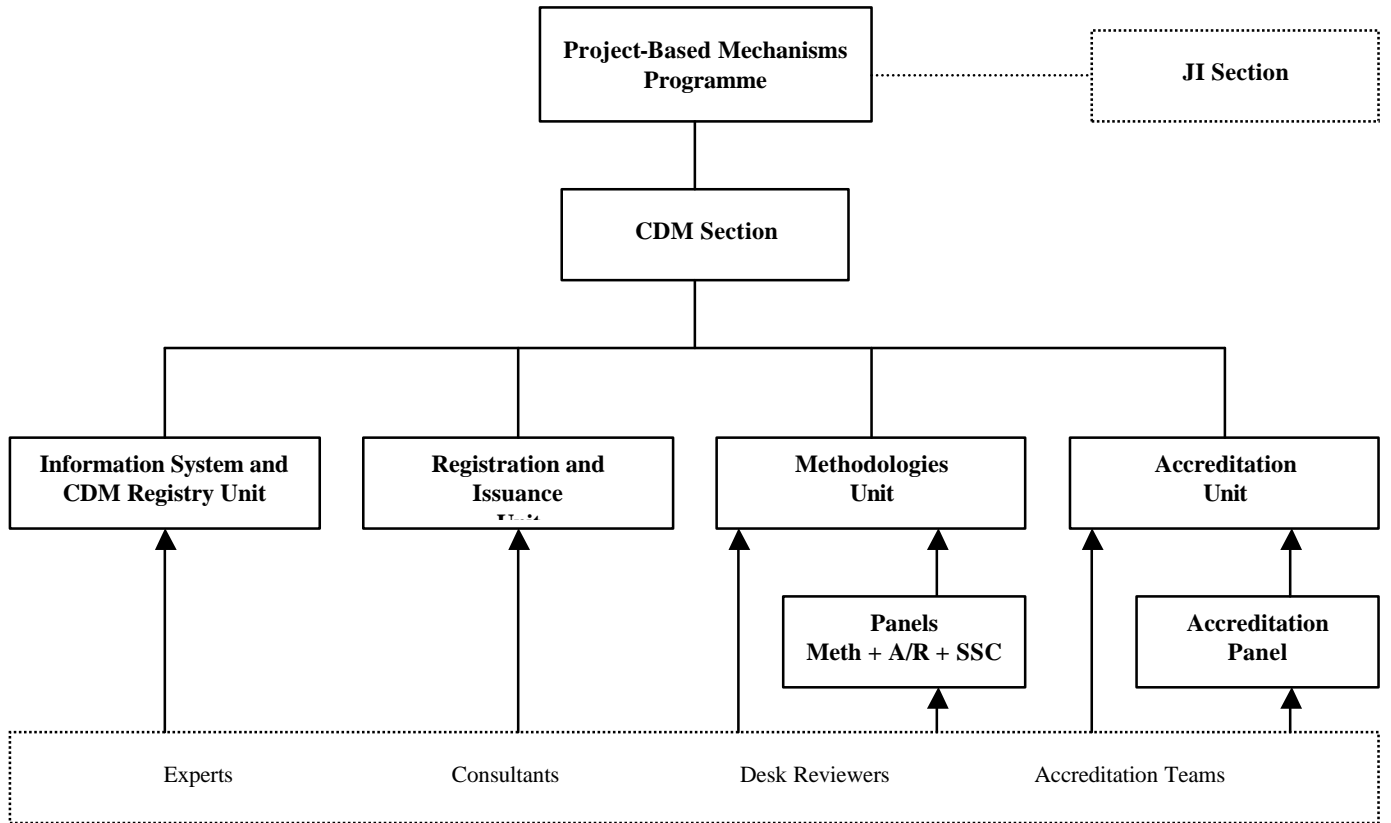 Project-Based Mechanisms
Programme
JI Section
CDM Section
Information System and
CDM Registry Unit
Registration and
Issuance
Unit
Methodologies
Unit
Accreditation
Unit
Panels
Meth + A/R + SSC
Accreditation
Panel
Experts
Consultants
Desk Reviewers
Accreditation Teams